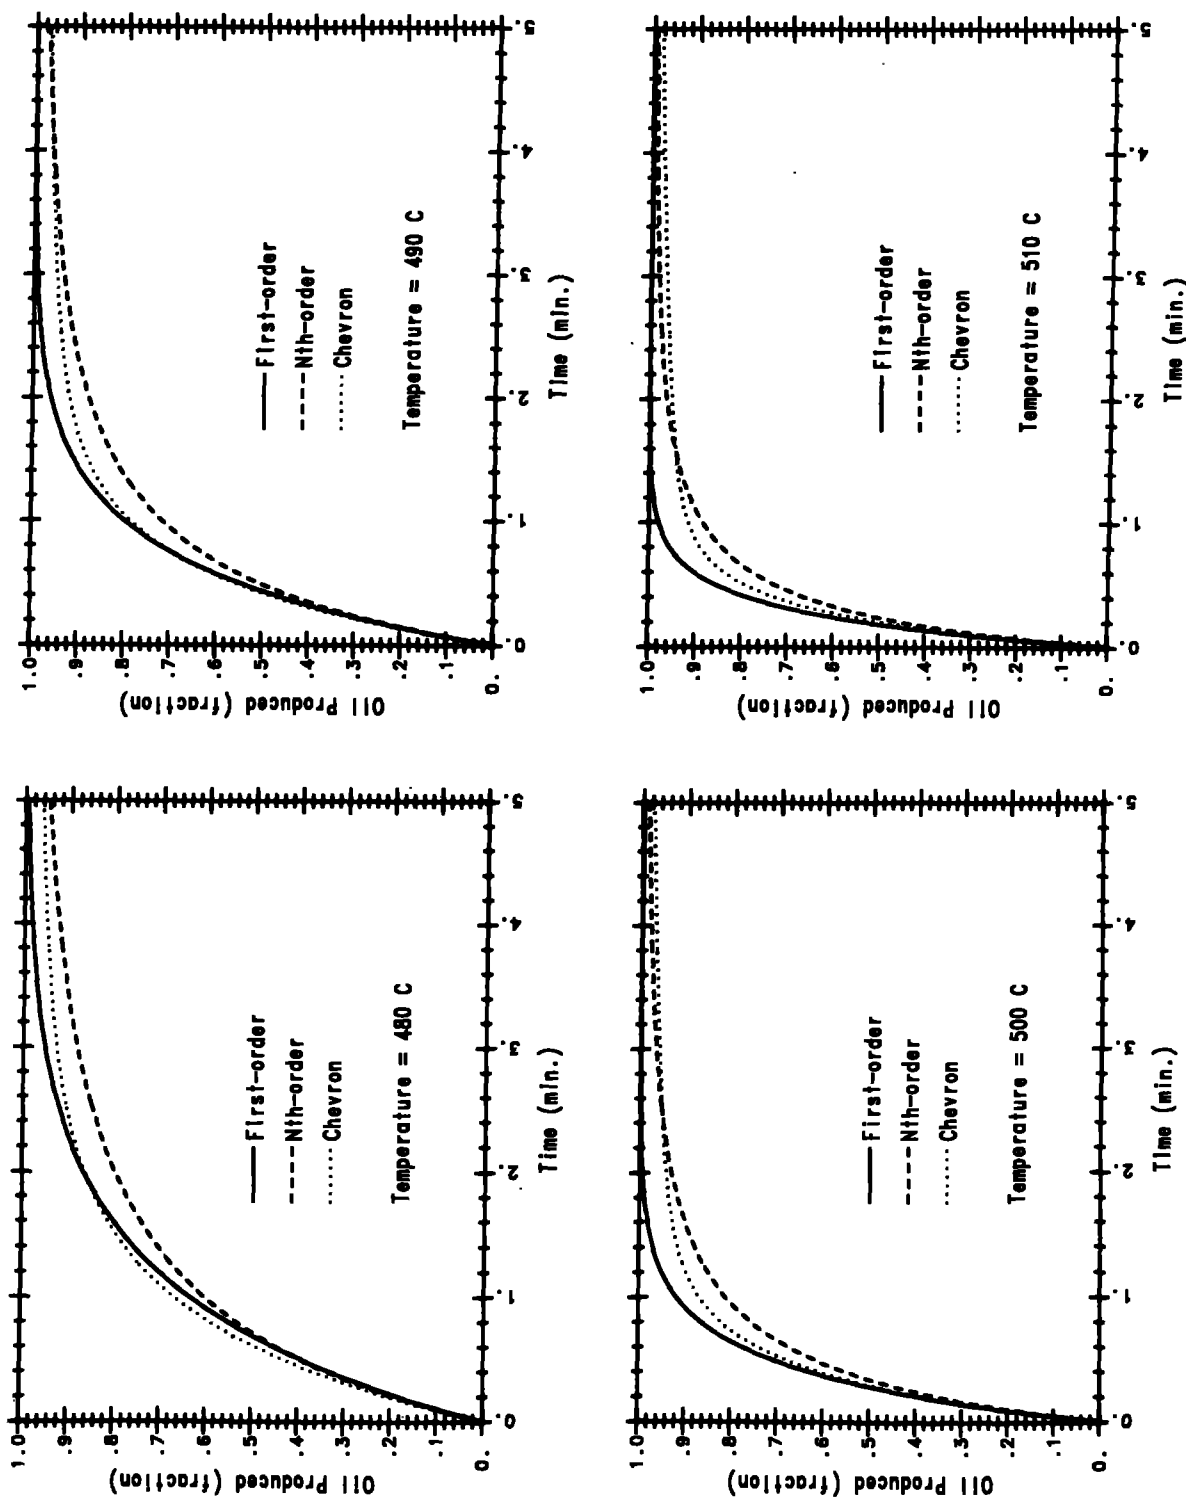 Oil Produced (fraction)
1.0
.9
.8
.7
.6
.5
.4
.3
.2
.1
0.
First-order
Nth-order
Chevron
Temperature = 480 C
0. 1. 2. 3. 4. 5.
Time (min.)
Oil Produced (fraction)
1.0
.9
.8
.7
.6
.5
.4
.3
.2
.1
0.
First-order
Nth-order
Chevron
Temperature = 490 C
0. 1. 2. 3. 4. 5.
Time (min.)
Oil Produced (fraction)
1.0
.9
.8
.7
.6
.5
.4
.3
.2
.1
0.
First-order
Nth-order
Chevron
Temperature = 500 C
0. 1. 2. 3. 4. 5.
Time (min.)
Oil Produced (fraction)
1.0
.9
.8
.7
.6
.5
.4
.3
.2
.1
0.
First-order
Nth-order
Chevron
Temperature = 510 C
0. 1. 2. 3. 4. 5.
Time (min.)